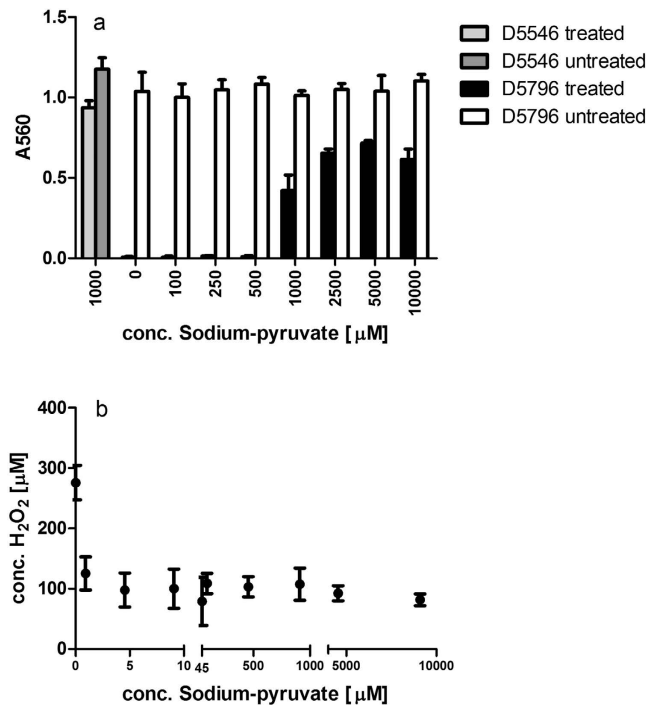 a
1.5
1.0
0.5
0.0
A560
1000
0
100
250
500
1000
2500
5000
10000
conc. Sodium-pyruvate [ μM]
D5546 treated
D5546 untreated
D5796 treated
D5796 untreated
b
400
300
200
100
0
conc. H₂O₂ [μM]
0
5
10
45
500
1000
5000
10000
conc. Sodium-pyruvate [ μM]